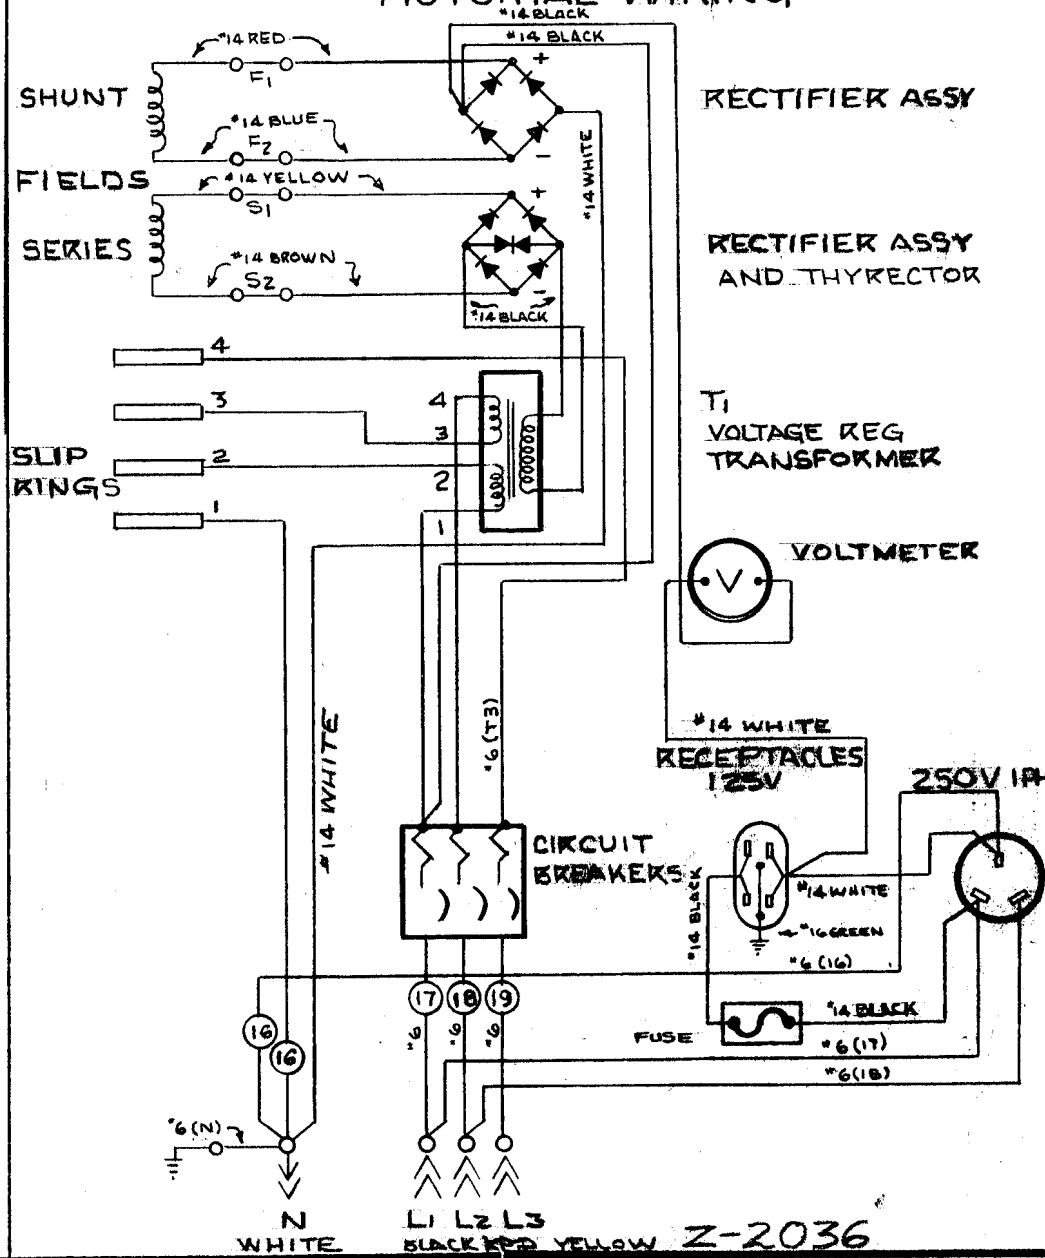 #14 BLACK
#14 BLACK
#14 RED
F1
+
SHUNT
RECTIFIER ASSY
#14 BLUE
F2
-
#14 WHITE
FIELDS
#14 YELLOW
S1
+
SERIES
RECTIFIER ASSY
AND THYRECTOR
#14 BROWN
S2
-
#14 BLACK
4
3
SLIP
RINGS
2
1
4
3
2
1
T1
VOLTAGE REG
TRANSFORMER
V
VOLTMETER
#14 WHITE
#6 (T3)
#14 WHITE
RECEPTACLES
125V
250V 1PH
CIRCUIT
BREAKERS
#14 BLACK
#14 WHITE
#16 GREEN
#6 (16)
16
16
17
18
19
#6
#6
#6
FUSE
#14 BLACK
#6 (17)
#6 (18)
#6 (N)
N
WHITE
L1 L2 L3
BLACK RED YELLOW
Z-2036